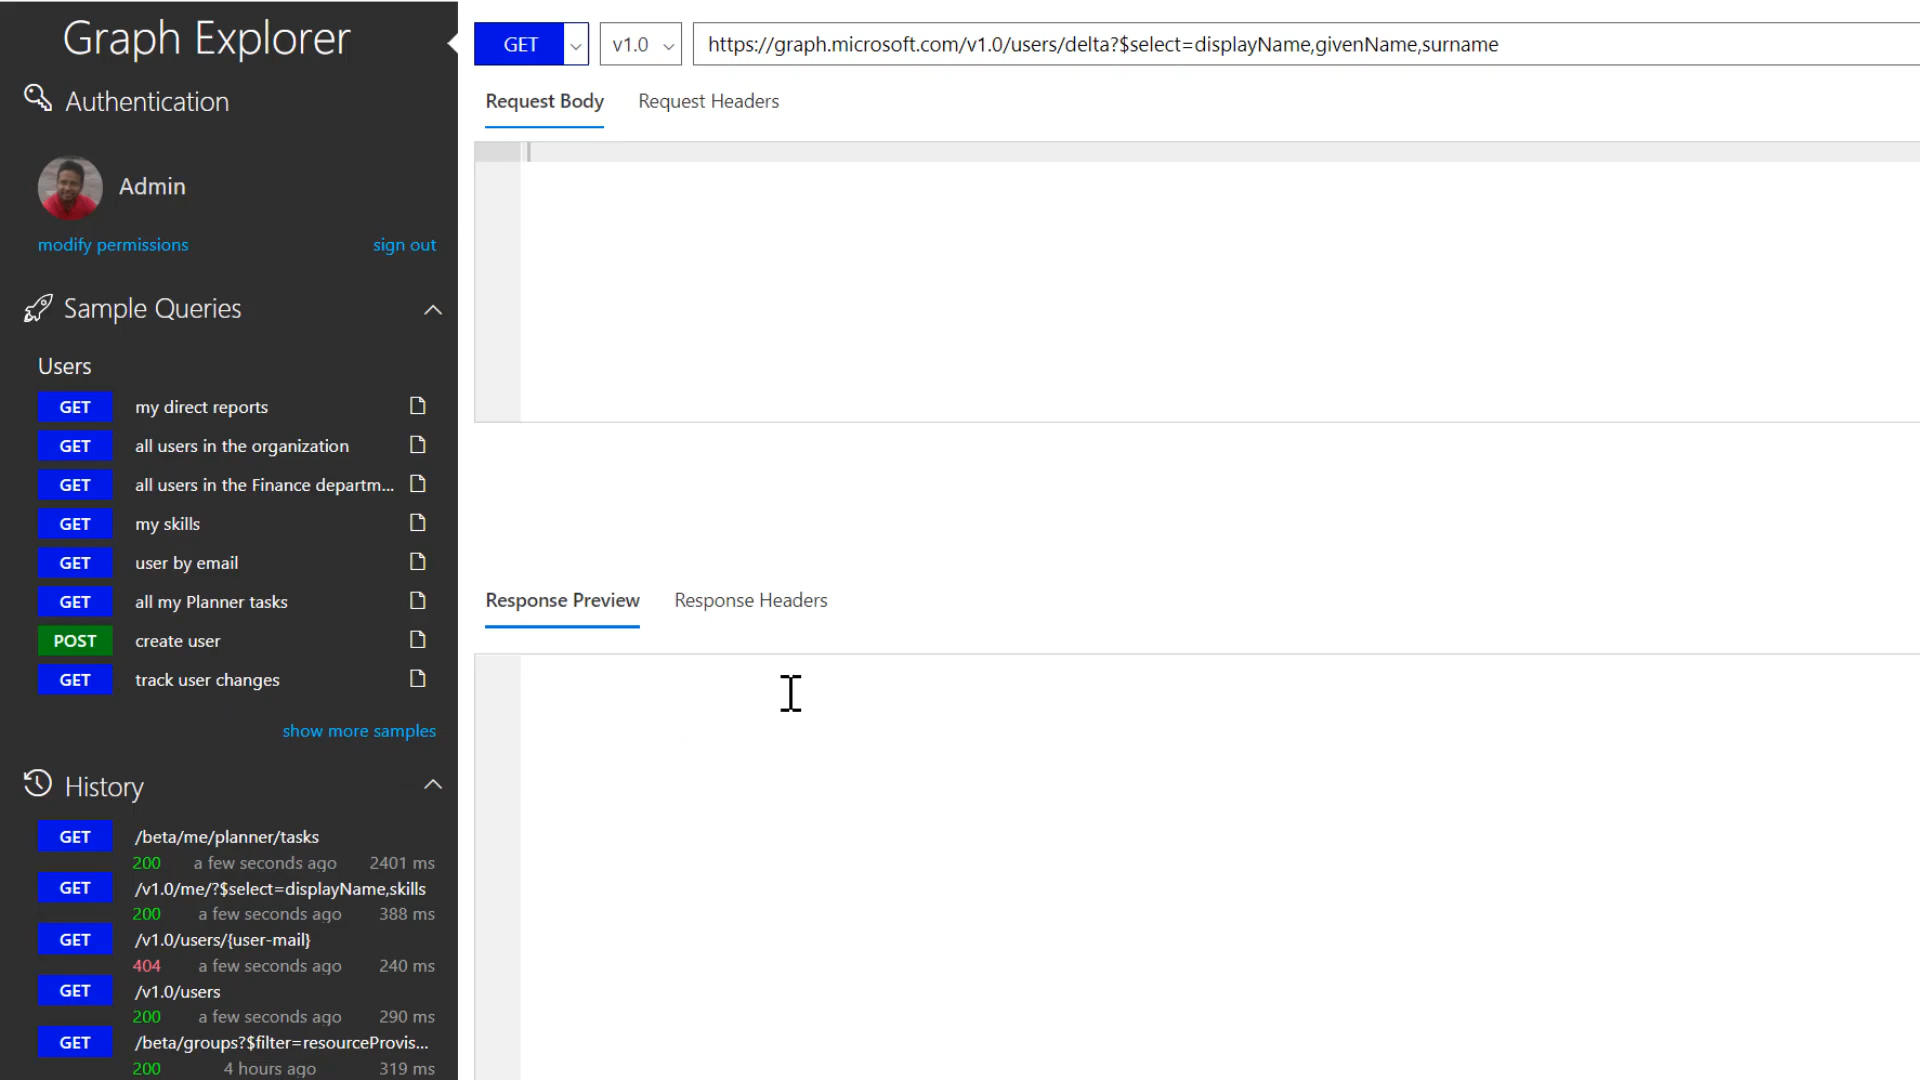 Graph Explorer
Authentication
Admin
modify permissions
sign out
Sample Queries
Users
GET my direct reports
GET all users in the organization
GET all users in the Finance departm...
GET my skills
GET user by email
GET all my Planner tasks
POST create user
GET track user changes
show more samples
History
GET /beta/me/planner/tasks
200 a few seconds ago 2401 ms
GET /v1.0/me/?$select=displayName,skills
200 a few seconds ago 388 ms
GET /v1.0/users/{user-mail}
404 a few seconds ago 240 ms
GET /v1.0/users
200 a few seconds ago 290 ms
GET /beta/groups?$filter=resourceProvis...
200 4 hours ago 319 ms
GET v1.0 https://graph.microsoft.com/v1.0/users/delta?$select=displayName,givenName,surname
Request Body Request Headers
Response Preview Response Headers